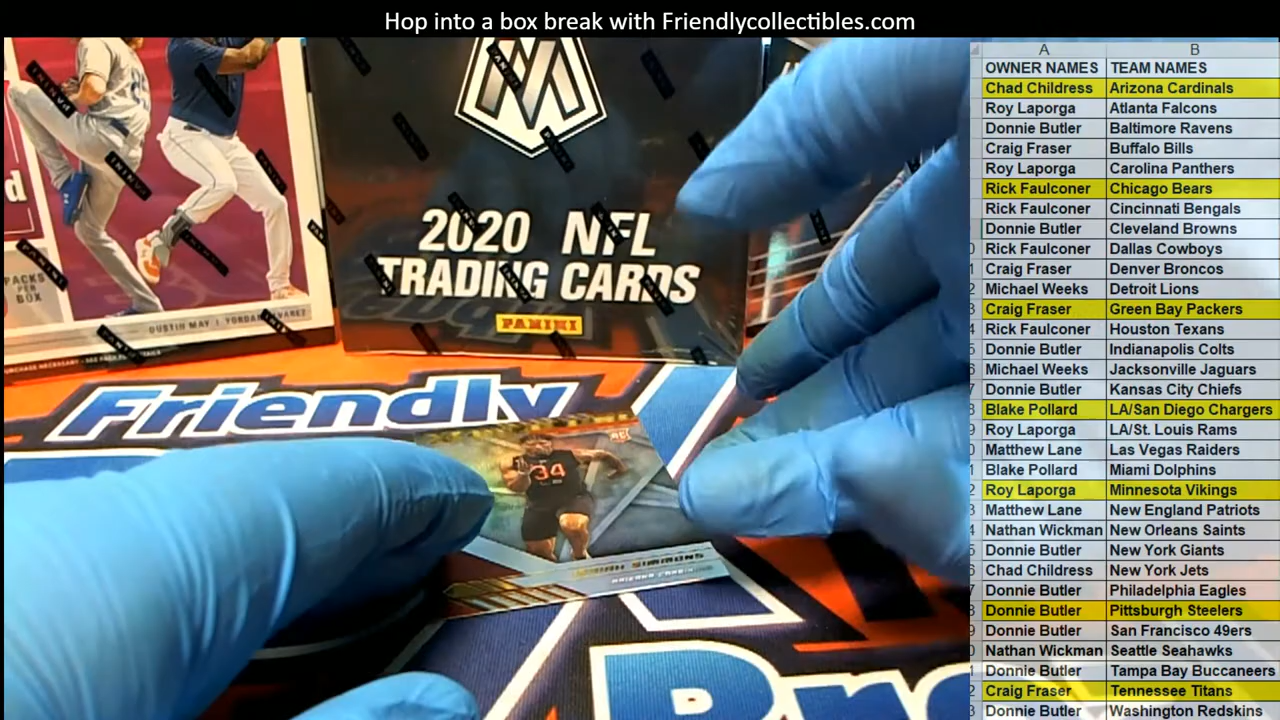 Hop into a box break with Friendlycollectibles.com
A B
OWNER NAMES TEAM NAMES
Chad Childress Arizona Cardinals
Roy Laporga Atlanta Falcons
Donnie Butler Baltimore Ravens
Craig Fraser Buffalo Bills
Roy Laporga Carolina Panthers
Rick Faulconer Chicago Bears
Rick Faulconer Cincinnati Bengals
Donnie Butler Cleveland Browns
Rick Faulconer Dallas Cowboys
Craig Fraser Denver Broncos
Michael Weeks Detroit Lions
Craig Fraser Green Bay Packers
Rick Faulconer Houston Texans
Donnie Butler Indianapolis Colts
Michael Weeks Jacksonville Jaguars
Donnie Butler Kansas City Chiefs
Blake Pollard LA/San Diego Chargers
Roy Laporga LA/St. Louis Rams
Matthew Lane Las Vegas Raiders
Blake Pollard Miami Dolphins
Roy Laporga Minnesota Vikings
Matthew Lane New England Patriots
Nathan Wickman New Orleans Saints
Donnie Butler New York Giants
Chad Childress New York Jets
Donnie Butler Philadelphia Eagles
Donnie Butler Pittsburgh Steelers
Donnie Butler San Francisco 49ers
Nathan Wickman Seattle Seahawks
Donnie Butler Tampa Bay Buccaneers
Craig Fraser Tennessee Titans
Donnie Butler Washington Redskins
2020 NFL
TRADING CARDS
PANINI
PACKS
PER
BOX
DUSTIN MAY
Friendly
34